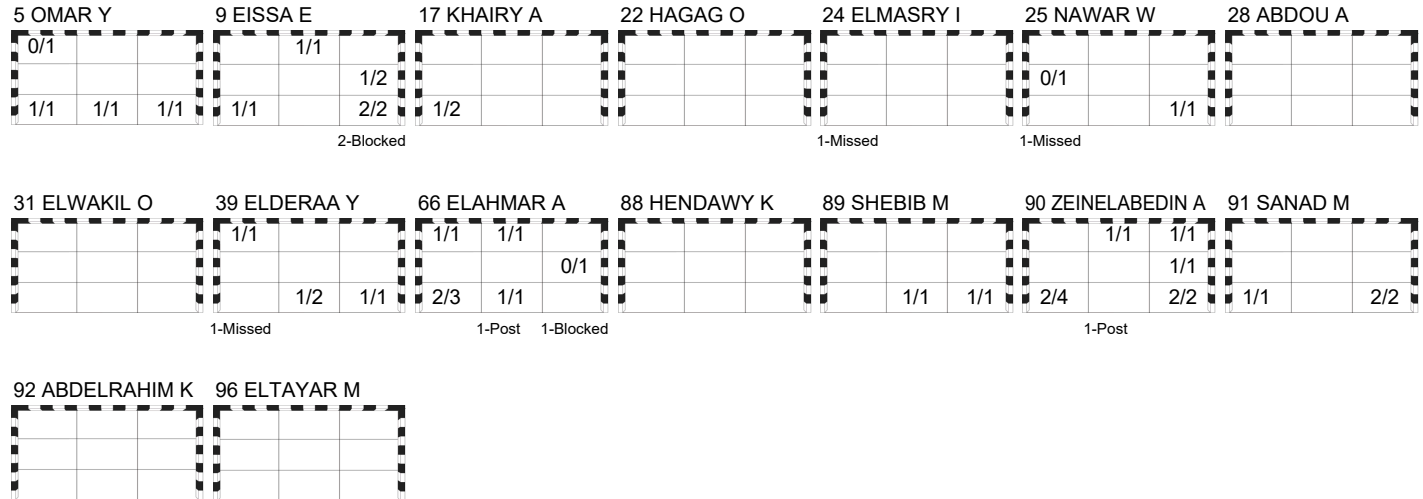 5 OMAR Y 9 EISSA E 17 KHAIRY A 22 HAGAG O 24 ELMASRY I 25 NAWAR W 28 ABDOU A
0/1 1/1
1/2 0/1
1/1 1/1 1/1 1/1 2/2 1/2 1/1
2-Blocked 1-Missed 1-Missed
31 ELWAKIL O 39 ELDERAA Y 66 ELAHMAR A 88 HENDAWY K 89 SHEBIB M 90 ZEINELABEDIN A 91 SANAD M
1/1 1/1 1/1 1/1 1/1
0/1 1/1
1/2 1/1 2/3 1/1 1/1 1/1 2/4 2/2 1/1 2/2
1-Missed 1-Post 1-Blocked 1-Post
92 ABDELRAHIM K 96 ELTAYAR M